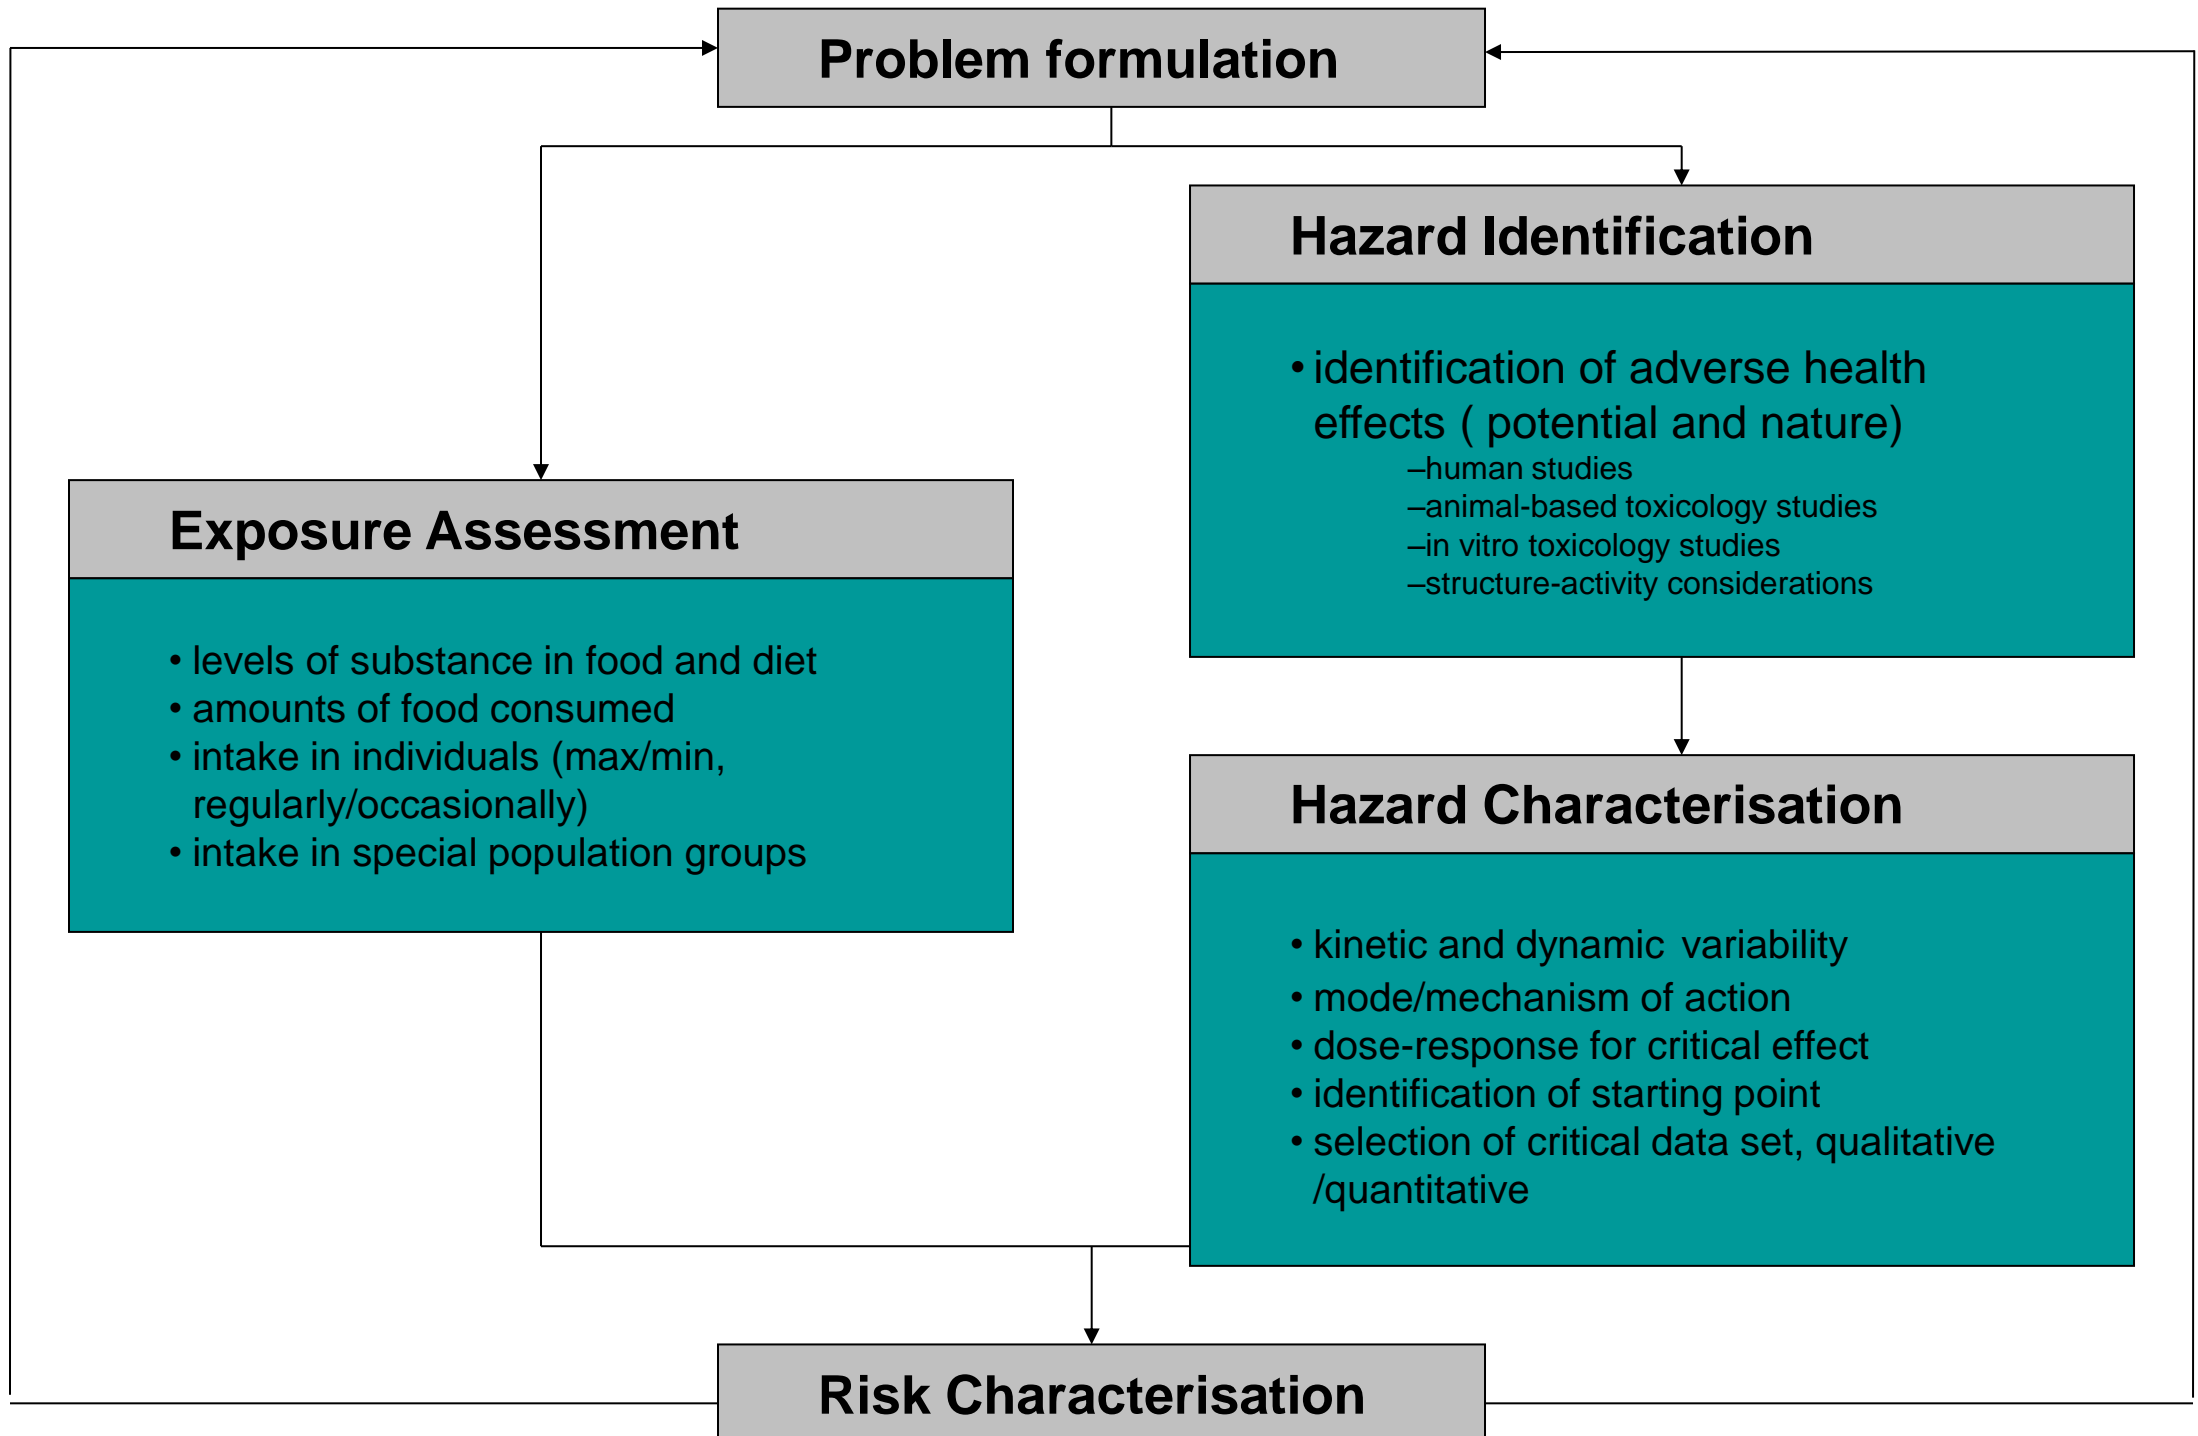 Problem formulation
Hazard Identification
• identification of adverse health
effects ( potential and nature)
–human studies
–animal-based toxicology studies
–in vitro toxicology studies
–structure-activity considerations
Exposure Assessment
• levels of substance in food and diet
• amounts of food consumed
• intake in individuals (max/min,
regularly/occasionally)
• intake in special population groups
Hazard Characterisation
• kinetic and dynamic variability
• mode/mechanism of action
• dose-response for critical effect
• identification of starting point
• selection of critical data set, qualitative
/quantitative
Risk Characterisation